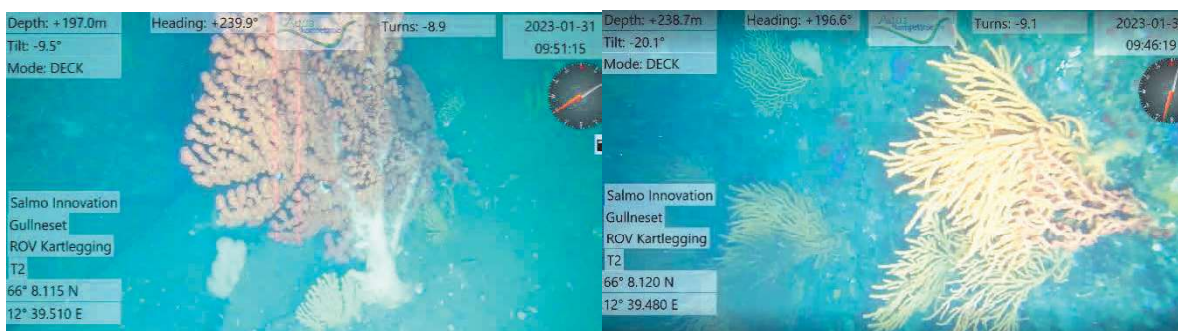 Depth: +197.0m
Heading: +239.9°
Turns: -8.9
2023-01-31
09:51:15
Tilt: -9.5°
Mode: DECK
Salmo Innovation
Gullneset
ROV Kartlegging
T2
66° 8.115 N
12° 39.510 E
Depth: +238.7m
Heading: +196.6°
Turns: -9.1
2023-01-3
09:46:19
Tilt: -20.1°
Mode: DECK
Salmo Innovation
Gullneset
ROV Kartlegging
T2
66° 8.120 N
12° 39.480 E